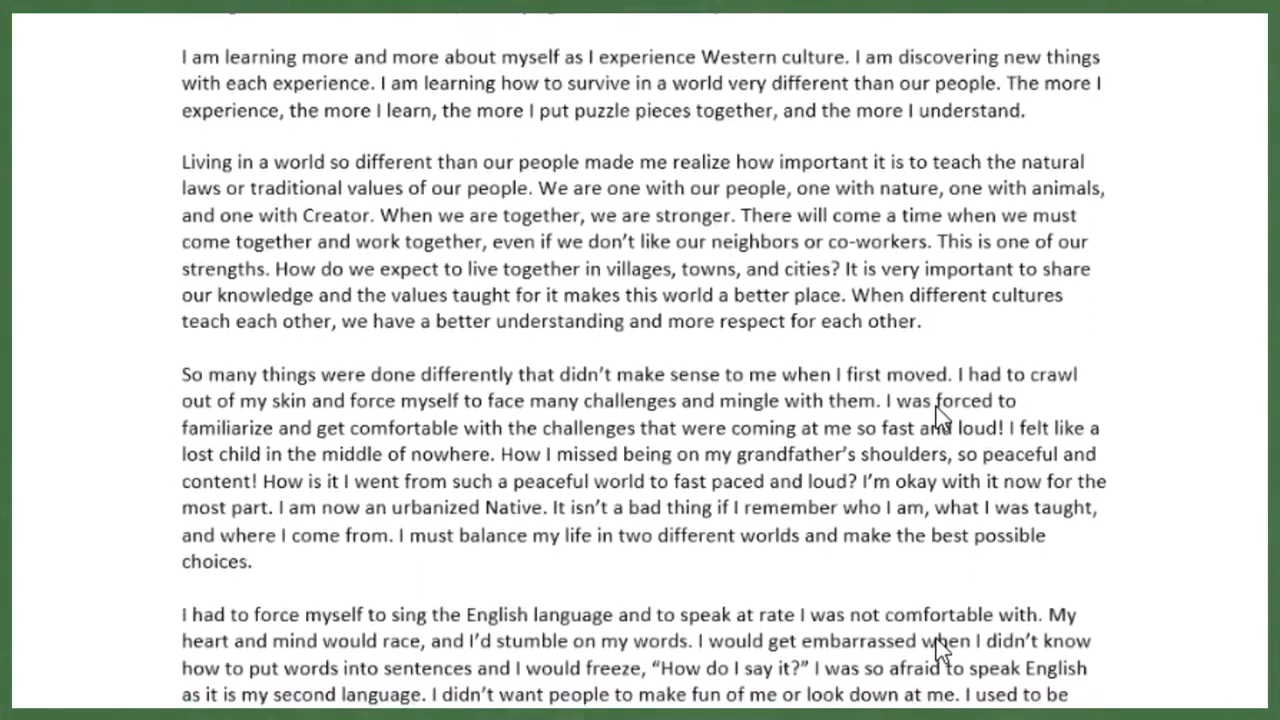 I am learning more and more about myself as I experience Western culture. I am discovering new things
with each experience. I am learning how to survive in a world very different than our people. The more I
experience, the more I learn, the more I put puzzle pieces together, and the more I understand.
Living in a world so different than our people made me realize how important it is to teach the natural
laws or traditional values of our people. We are one with our people, one with nature, one with animals,
and one with Creator. When we are together, we are stronger. There will come a time when we must
come together and work together, even if we don’t like our neighbors or co-workers. This is one of our
strengths. How do we expect to live together in villages, towns, and cities? It is very important to share
our knowledge and the values taught for it makes this world a better place. When different cultures
teach each other, we have a better understanding and more respect for each other.
So many things were done differently that didn’t make sense to me when I first moved. I had to crawl
out of my skin and force myself to face many challenges and mingle with them. I was forced to
familiarize and get comfortable with the challenges that were coming at me so fast and loud! I felt like a
lost child in the middle of nowhere. How I missed being on my grandfather’s shoulders, so peaceful and
content! How is it I went from such a peaceful world to fast paced and loud? I’m okay with it now for the
most part. I am now an urbanized Native. It isn’t a bad thing if I remember who I am, what I was taught,
and where I come from. I must balance my life in two different worlds and make the best possible
choices.
I had to force myself to sing the English language and to speak at rate I was not comfortable with. My
heart and mind would race, and I’d stumble on my words. I would get embarrassed when I didn’t know
how to put words into sentences and I would freeze, “How do I say it?” I was so afraid to speak English
as it is my second language. I didn’t want people to make fun of me or look down at me. I used to be